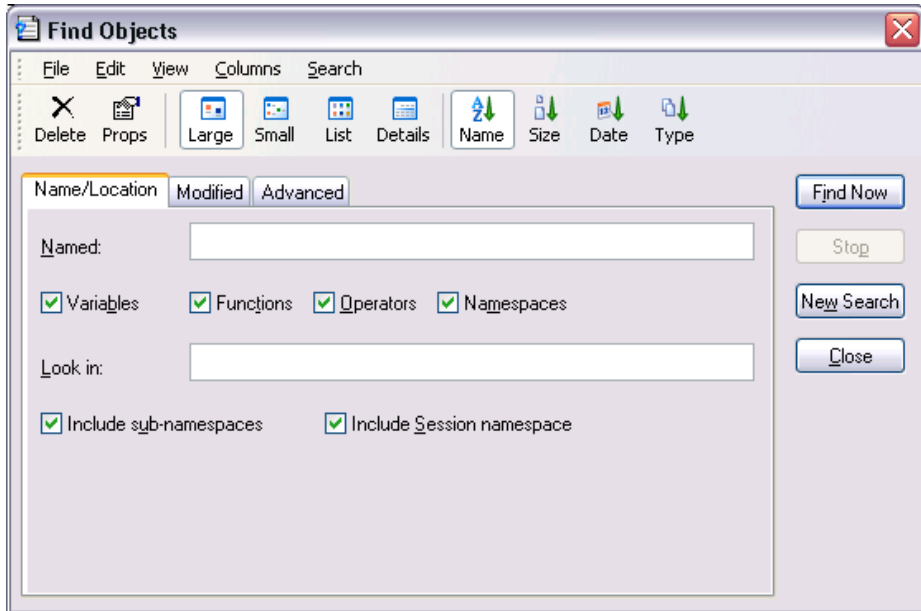 Find Objects
File Edit View Columns Search
Delete Props Large Small List Details Name Size Date Type
Name/Location Modified Advanced
Find Now
Named:
Stop
Variables Functions Operators Namespaces
New Search
Look in:
Close
Include sub-namespaces Include Session namespace